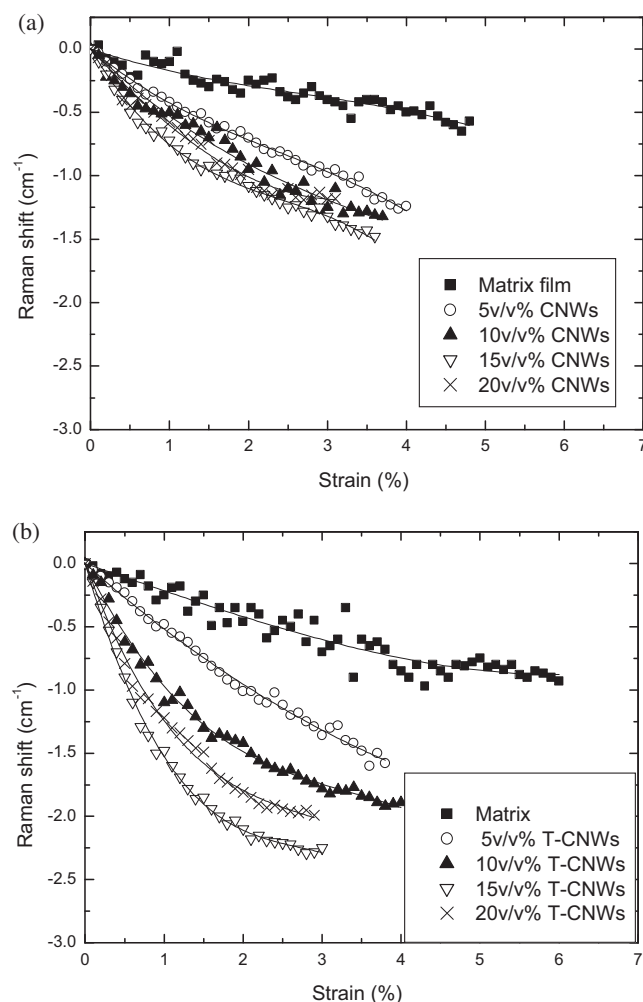 (a)
0.0
-0.5
-1.0
-1.5
-2.0
-2.5
-3.0
Raman shift (cm⁻¹)
Matrix film
5v/v% CNWs
10v/v% CNWs
15v/v% CNWs
20v/v% CNWs
0 1 2 3 4 5 6 7
Strain (%)
(b)
0.0
-0.5
-1.0
-1.5
-2.0
-2.5
-3.0
Raman shift (cm⁻¹)
Matrix
5v/v% T-CNWs
10v/v% T-CNWs
15v/v% T-CNWs
20v/v% T-CNWs
0 1 2 3 4 5 6 7
Strain (%)